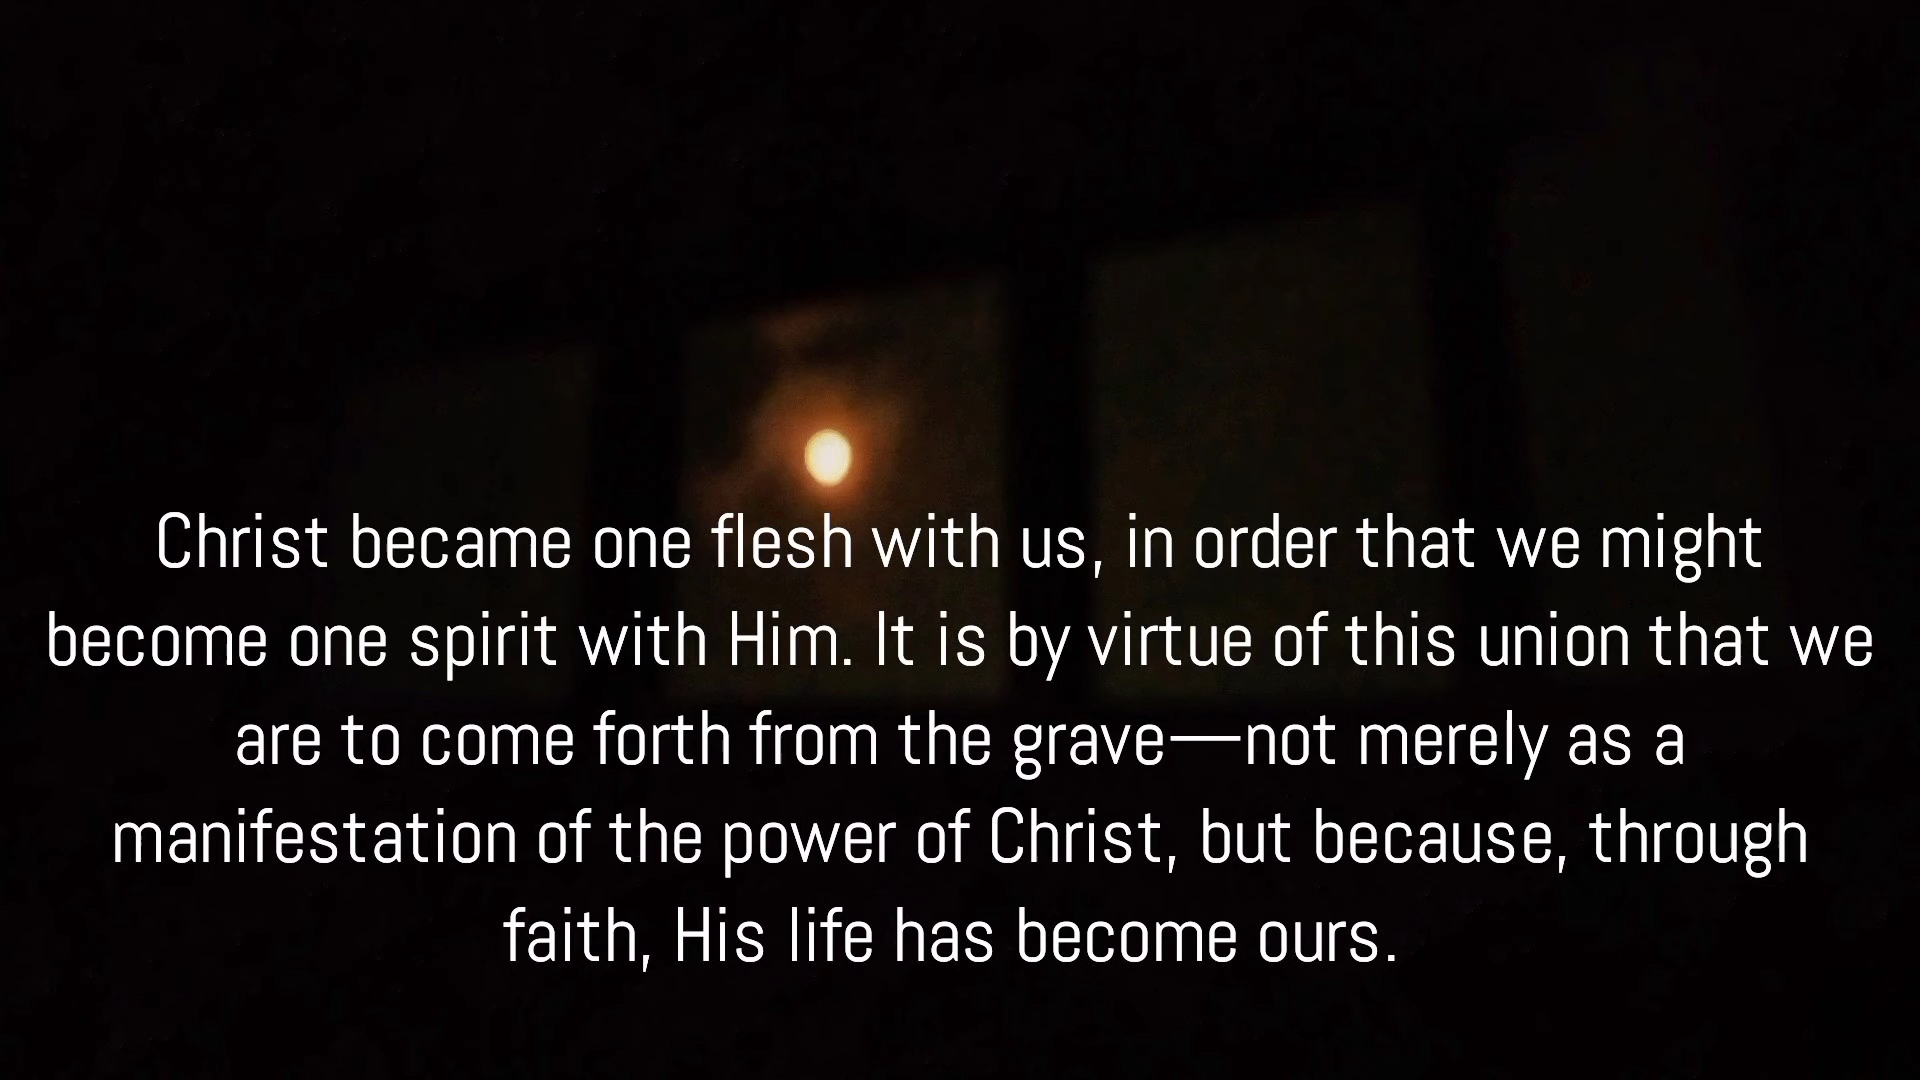 Christ became one flesh with us, in order that we might
become one spirit with Him. It is by virtue of this union that we
are to come forth from the grave—not merely as a
manifestation of the power of Christ, but because, through
faith, His life has become ours.